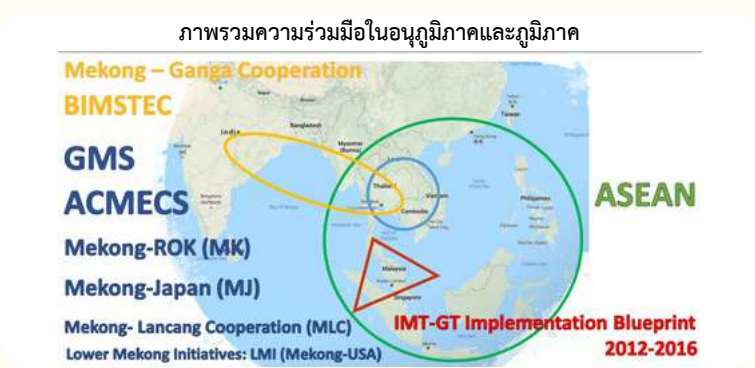 ภาพรวมความร่วมมือในอนุภูมิภาคและภูมิภาค
Mekong – Ganga Cooperation
BIMSTEC
GMS
ACMECS
Mekong-ROK (MK)
Mekong-Japan (MJ)
Mekong- Lancang Cooperation (MLC)
Lower Mekong Initiatives: LMI (Mekong-USA)
ASEAN
IMT-GT Implementation Blueprint
2012-2016
India
Bangladesh
Myanmar
(Burma)
Taiwan
Thailand
Vietnam
Cambodia
Philippines
Malaysia
Singapore